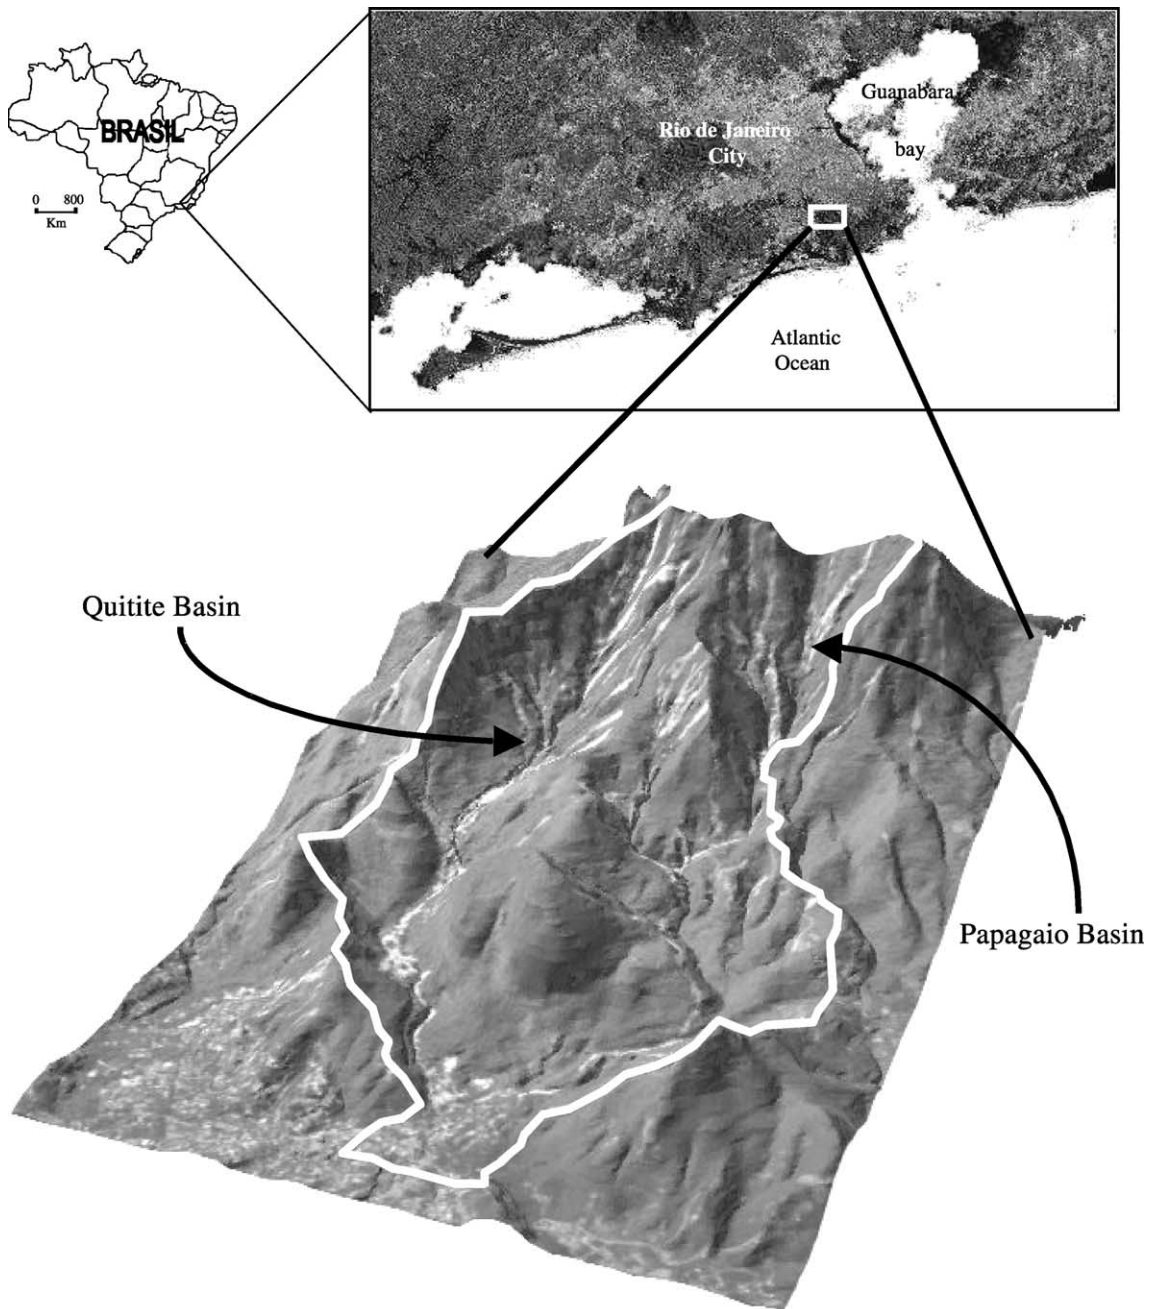 BRASIL
0 800
Km
Guanabara
bay
Rio de Janeiro
City
Atlantic
Ocean
Quitite Basin
Papagaio Basin